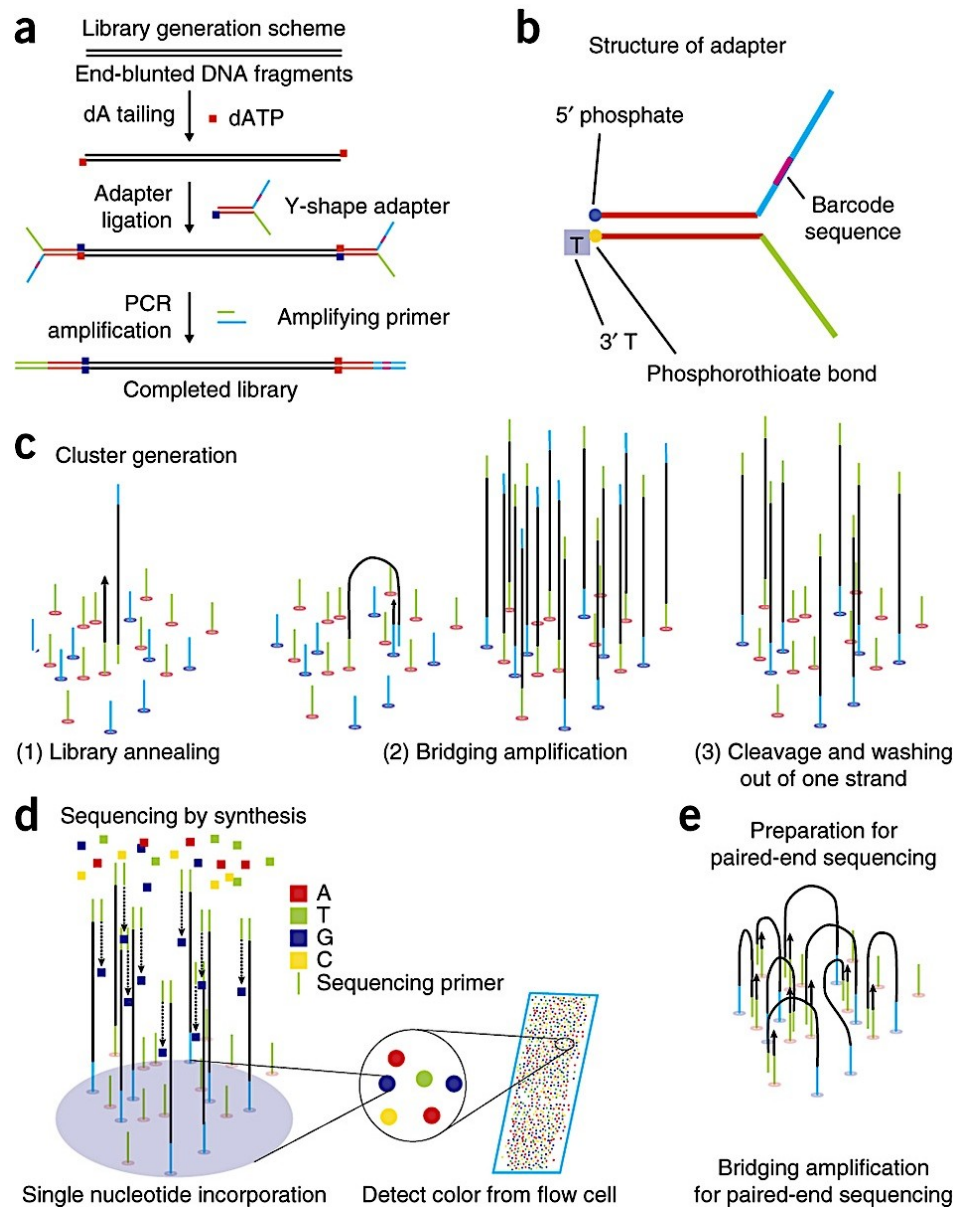 a
Library generation scheme
End-blunted DNA fragments
dA tailing
dATP
Adapter
ligation
Y-shape adapter
PCR
amplification
Amplifying primer
Completed library
b
Structure of adapter
5′ phosphate
Barcode
sequence
T
3′ T
Phosphorothioate bond
c
Cluster generation
(1) Library annealing
(2) Bridging amplification
(3) Cleavage and washing
out of one strand
d
Sequencing by synthesis
A
T
G
C
Sequencing primer
Single nucleotide incorporation
Detect color from flow cell
e
Preparation for
paired-end sequencing
Bridging amplification
for paired-end sequencing